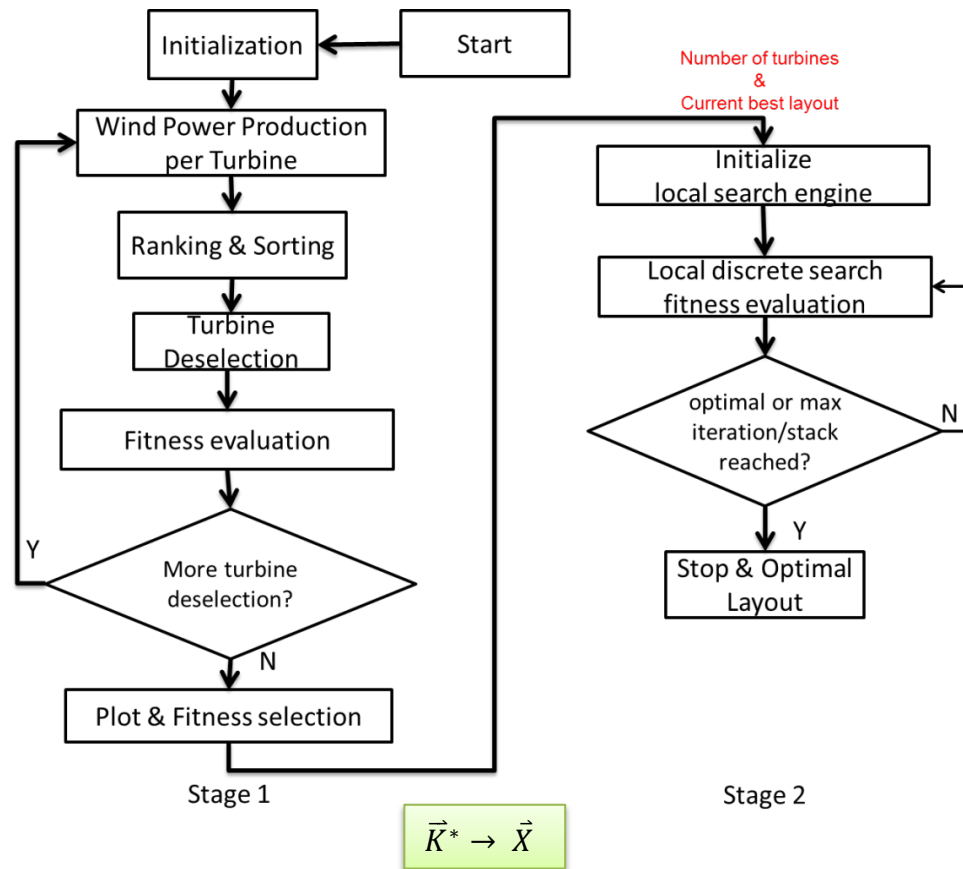 Start
Initialization
Wind Power Production
per Turbine
Ranking & Sorting
Turbine
Deselection
Fitness evaluation
More turbine
deselection?
Y
N
Plot & Fitness selection
Stage 1
Number of turbines
&
Current best layout
Initialize
local search engine
Local discrete search
fitness evaluation
optimal or max
iteration/stack
reached?
N
Y
Stop & Optimal
Layout
Stage 2
K⃗* → X⃗